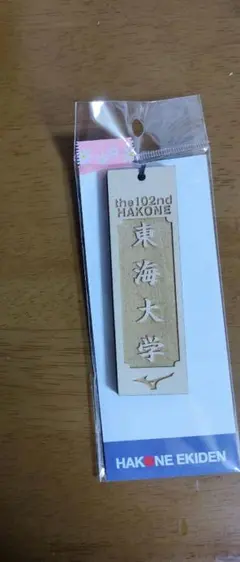 the 102nd
HAKONE
東海大学
HAKONE EKIDEN